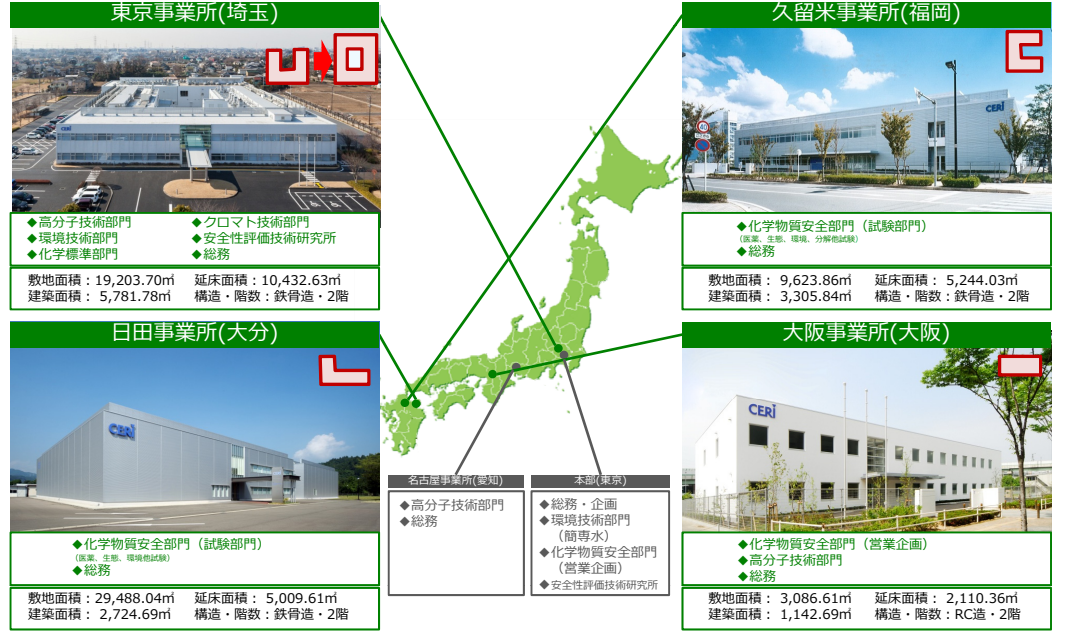 東京事業所(埼玉)
CERI
◆高分子技術部門
◆クロマト技術部門
◆環境技術部門
◆安全性評価技術研究所
◆化学標準部門
◆総務
敷地面積：19,203.70㎡ 延床面積：10,432.63㎡
建築面積： 5,781.78㎡ 構造・階数：鉄骨造・2階
久留米事業所(福岡)
CERI
40
◆化学物質安全部門（試験部門）
（医薬、生態、環境、分解他試験）
◆総務
敷地面積： 9,623.86㎡ 延床面積：5,244.03㎡
建築面積： 3,305.84㎡ 構造・階数：鉄骨造・2階
日田事業所(大分)
CERI
◆化学物質安全部門（試験部門）
（医薬、生態、環境他試験）
◆総務
敷地面積：29,488.04㎡ 延床面積：5,009.61㎡
建築面積： 2,724.69㎡ 構造・階数：鉄骨造・2階
名古屋事業所(愛知)
◆高分子技術部門
◆総務
本部(東京)
◆総務・企画
◆環境技術部門
（簡専水）
◆化学物質安全部門
（営業企画）
◆安全性評価技術研究所
大阪事業所(大阪)
CERI
◆化学物質安全部門（営業企画）
◆高分子技術部門
◆総務
敷地面積： 3,086.61㎡ 延床面積：2,110.36㎡
建築面積： 1,142.69㎡ 構造・階数：RC造・2階